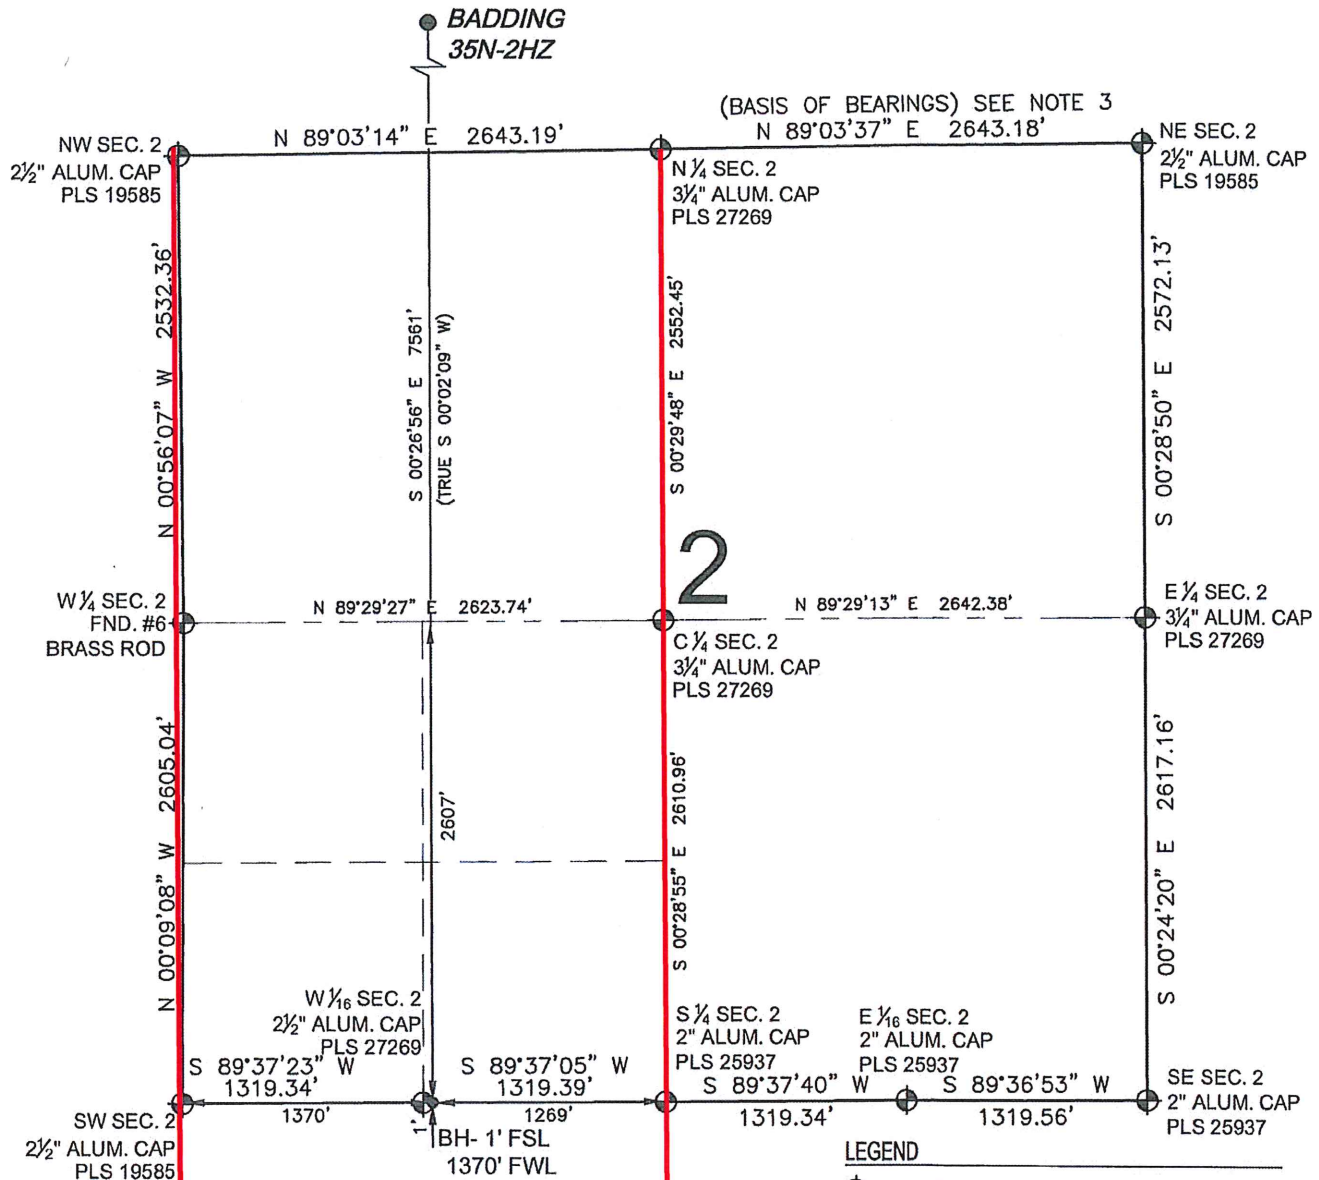 BADDING
35N-2HZ
(BASIS OF BEARINGS) SEE NOTE 3
N 89°03'14" E 2643.19'
N 89°03'37" E 2643.18'
NW SEC. 2
2½" ALUM. CAP
PLS 19585
N ¼ SEC. 2
3¼" ALUM. CAP
PLS 27269
NE SEC. 2
2½" ALUM. CAP
PLS 19585
N 00°56'07" W 2532.36'
S 00°26'56" E 7561'
(TRUE S 00°02'09" W)
S 00°29'48" E 2552.45'
S 00°28'50" E 2572.13'
2
W ¼ SEC. 2
FND. #6
BRASS ROD
N 89°29'27" E 2623.74'
N 89°29'13" E 2642.38'
C ¼ SEC. 2
3¼" ALUM. CAP
PLS 27269
E ¼ SEC. 2
3¼" ALUM. CAP
PLS 27269
N 00°09'08" W 2605.04'
2607'
S 00°28'55" E 2610.96'
S 00°24'20" E 2617.16'
W 1⁄16 SEC. 2
2½" ALUM. CAP
PLS 27269
S ¼ SEC. 2
2" ALUM. CAP
PLS 25937
E 1⁄16 SEC. 2
2" ALUM. CAP
PLS 25937
S 89°37'23" W
1319.34'
1370'
S 89°37'05" W
1319.39'
1269'
S 89°37'40" W
1319.34'
S 89°36'53" W
1319.56'
SE SEC. 2
2" ALUM. CAP
PLS 25937
SW SEC. 2
2½" ALUM. CAP
PLS 19585
1'
BH- 1' FSL
1370' FWL
LEGEND